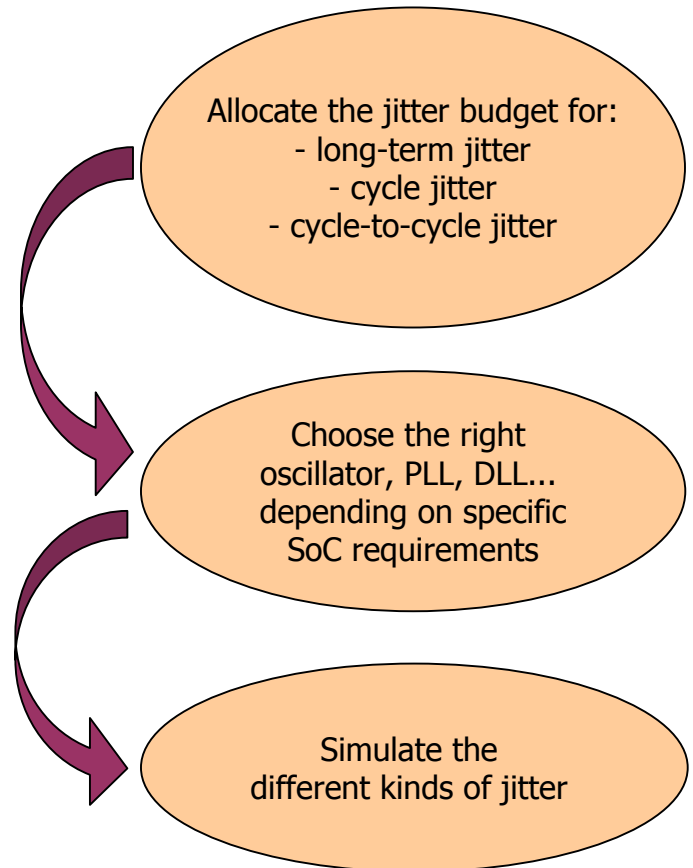 Allocate the jitter budget for:
- long-term jitter
- cycle jitter
- cycle-to-cycle jitter
Choose the right
oscillator, PLL, DLL...
depending on specific
SoC requirements
Simulate the
different kinds of jitter